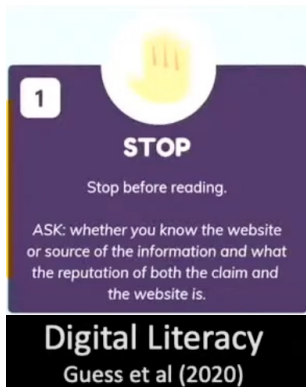 1
STOP
Stop before reading.
ASK: whether you know the website
or source of the information and what
the reputation of both the claim and
the website is.
Digital Literacy
Guess et al (2020)